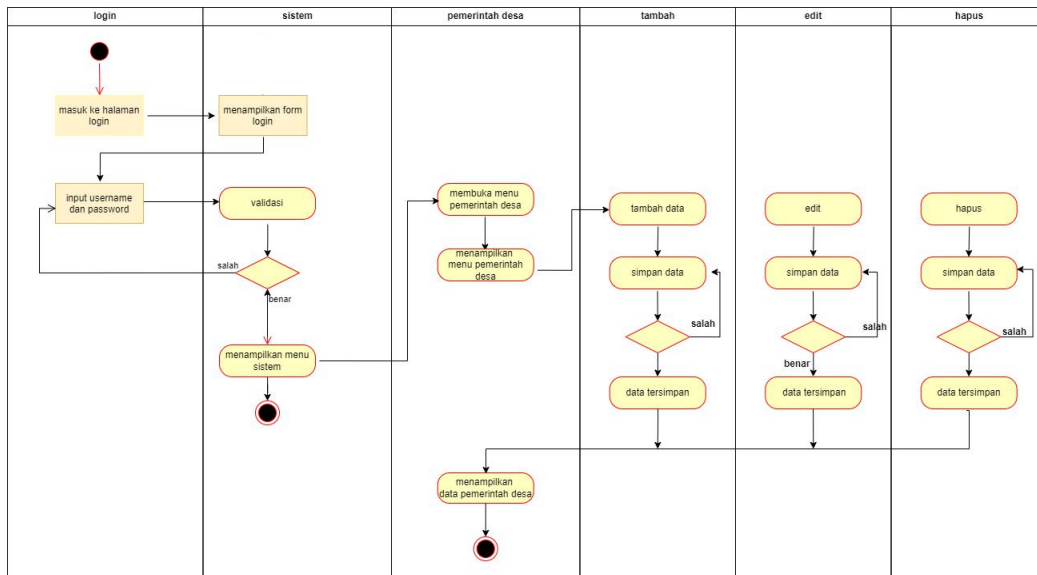 login
sistem
pemerintah desa
tambah
edit
hapus
masuk ke halaman
login
menampilkan form
login
input username
dan password
validasi
salah
benar
menampilkan menu
sistem
membuka menu
pemerintah desa
menampilkan
menu pemerintah
desa
tambah data
simpan data
salah
data tersimpan
edit
simpan data
salah
benar
data tersimpan
hapus
simpan data
salah
data tersimpan
menampilkan
data pemerintah desa